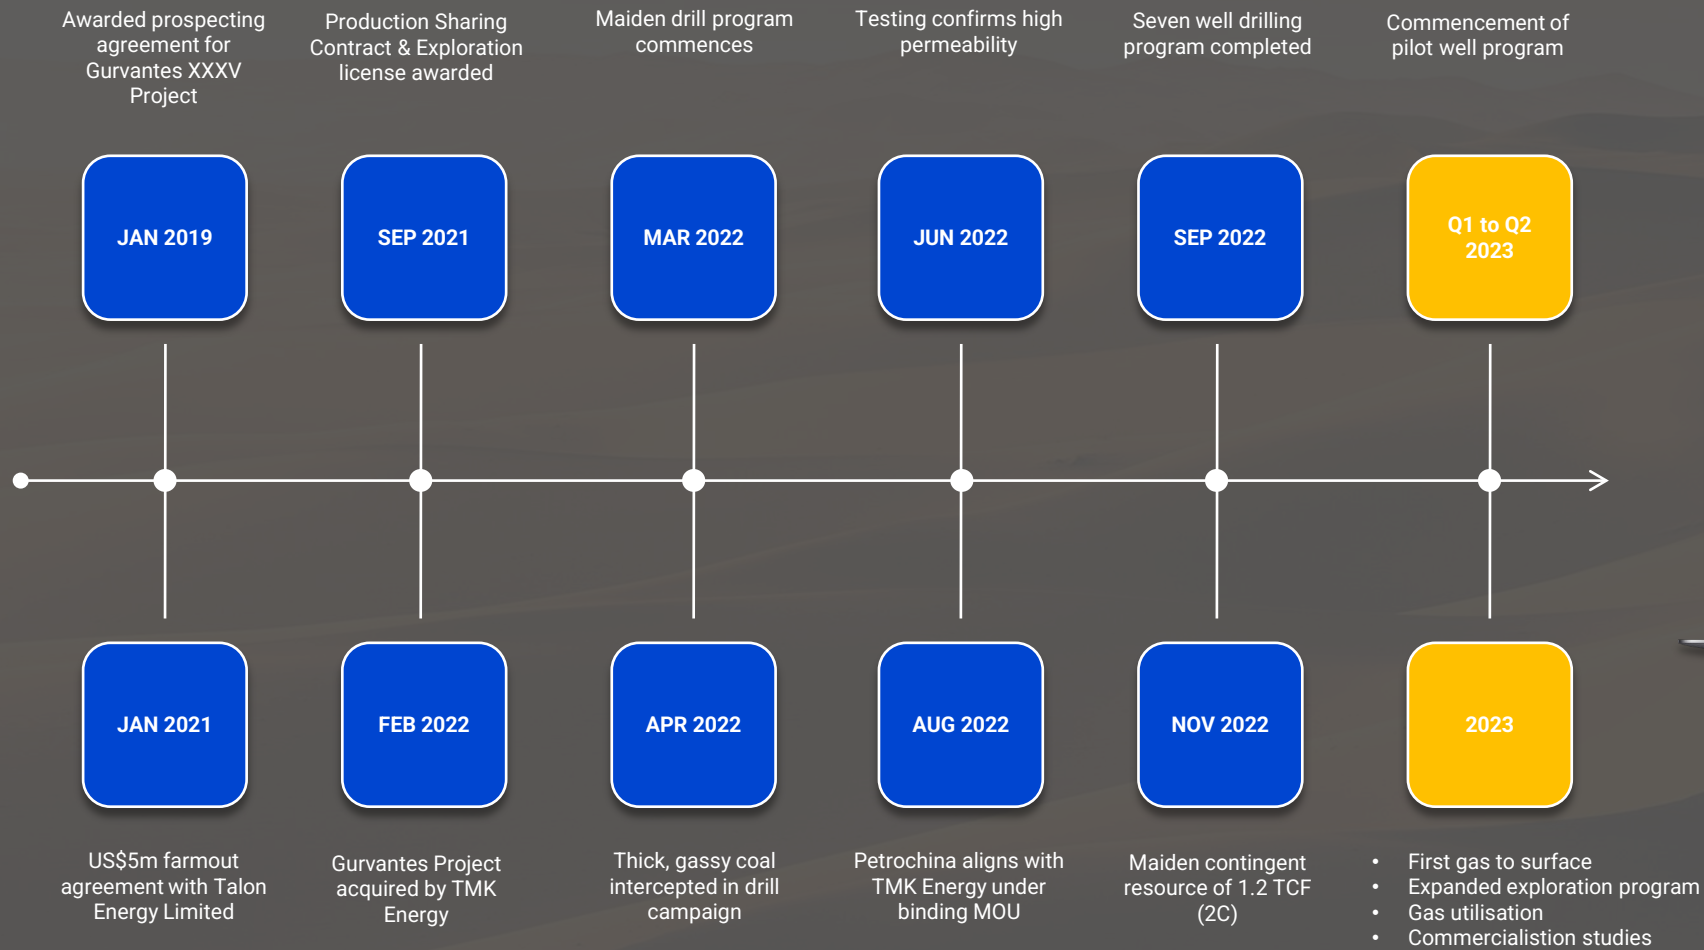 Awarded prospecting
agreement for
Gurvantes XXXV
Project
Production Sharing
Contract & Exploration
license awarded
Maiden drill program
commences
Testing confirms high
permeability
Seven well drilling
program completed
Commencement of
pilot well program
JAN 2019
SEP 2021
MAR 2022
JUN 2022
SEP 2022
Q1 to Q2
2023
JAN 2021
FEB 2022
APR 2022
AUG 2022
NOV 2022
2023
US$5m farmout
agreement with Talon
Energy Limited
Gurvantes Project
acquired by TMK
Energy
Thick, gassy coal
intercepted in drill
campaign
Petrochina aligns with
TMK Energy under
binding MOU
Maiden contingent
resource of 1.2 TCF
(2C)
• First gas to surface
• Expanded exploration program
• Gas utilisation
• Commercialistion studies